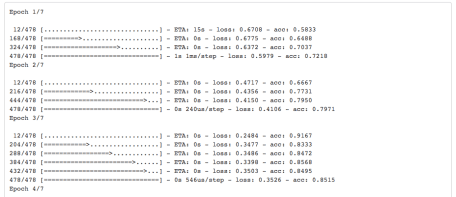 Epoch 1/7
12/478 [..............................] - ETA: 15s - loss: 0.6708 - acc: 0.5833
168/478 [=========>....................] - ETA: 0s - loss: 0.6775 - acc: 0.6488
324/478 [===================>..........] - ETA: 0s - loss: 0.6372 - acc: 0.7037
478/478 [==============================] - 1s 1ms/step - loss: 0.5979 - acc: 0.7218
Epoch 2/7
12/478 [..............................] - ETA: 0s - loss: 0.4717 - acc: 0.6667
216/478 [============>.................] - ETA: 0s - loss: 0.4356 - acc: 0.7731
444/478 [==========================>...] - ETA: 0s - loss: 0.4150 - acc: 0.7950
478/478 [==============================] - 0s 240us/step - loss: 0.4106 - acc: 0.7971
Epoch 3/7
12/478 [..............................] - ETA: 0s - loss: 0.2484 - acc: 0.9167
204/478 [===========>..................] - ETA: 0s - loss: 0.3477 - acc: 0.8333
288/478 [=================>............] - ETA: 0s - loss: 0.3486 - acc: 0.8472
384/478 [=======================>......] - ETA: 0s - loss: 0.3398 - acc: 0.8568
432/478 [==========================>...] - ETA: 0s - loss: 0.3503 - acc: 0.8495
478/478 [==============================] - 0s 546us/step - loss: 0.3526 - acc: 0.8515
Epoch 4/7